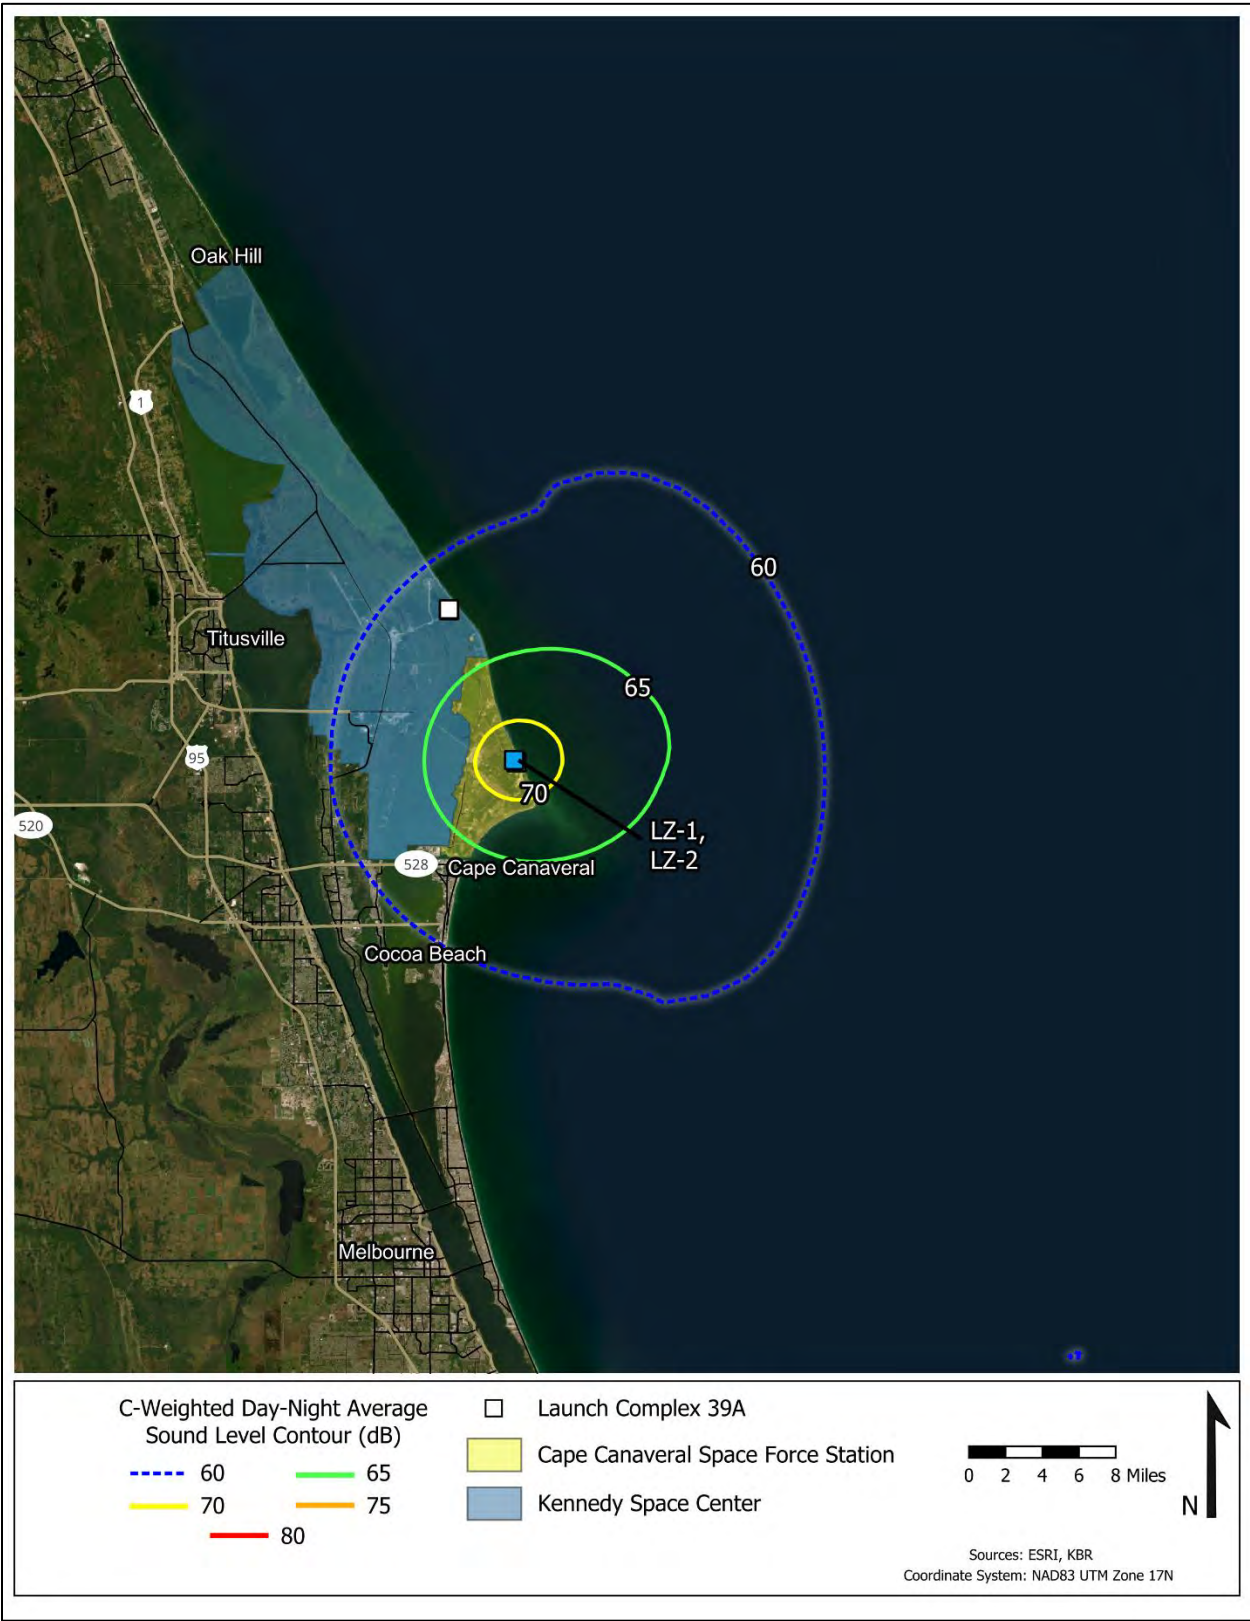 Oak Hill
1
60
Titusville
65
95
70
520
LZ-1,
LZ-2
528
Cape Canaveral
Cocoa Beach
Melbourne
C-Weighted Day-Night Average
Sound Level Contour (dB)
60
65
70
75
80
Launch Complex 39A
Cape Canaveral Space Force Station
Kennedy Space Center
0 2 4 6 8 Miles
N
Sources: ESRI, KBR
Coordinate System: NAD83 UTM Zone 17N